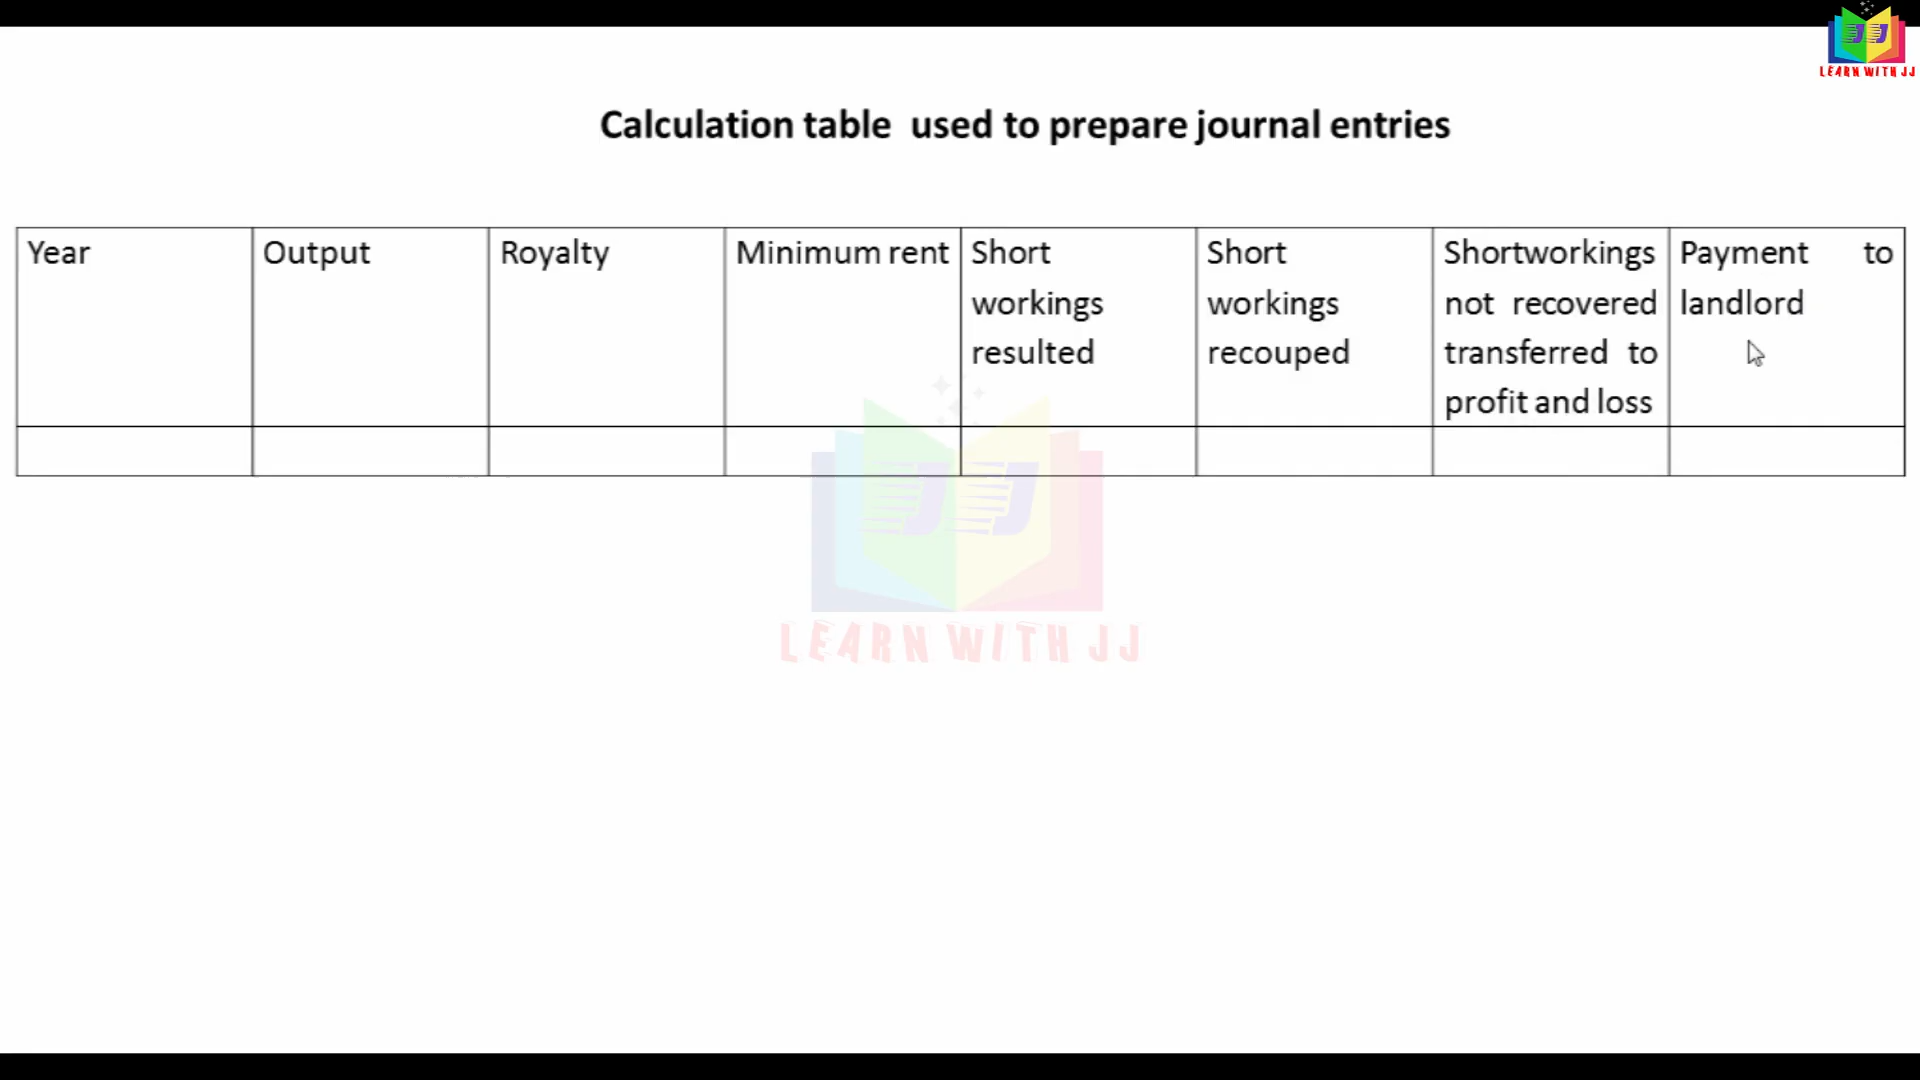 LEARN WITH JJ
Calculation table used to prepare journal entries
Year
Output
Royalty
Minimum rent
Short
workings
resulted
Short
workings
recouped
Shortworkings
not recovered
transferred to
profit and loss
Payment to
landlord
JJ
LEARN WITH JJ